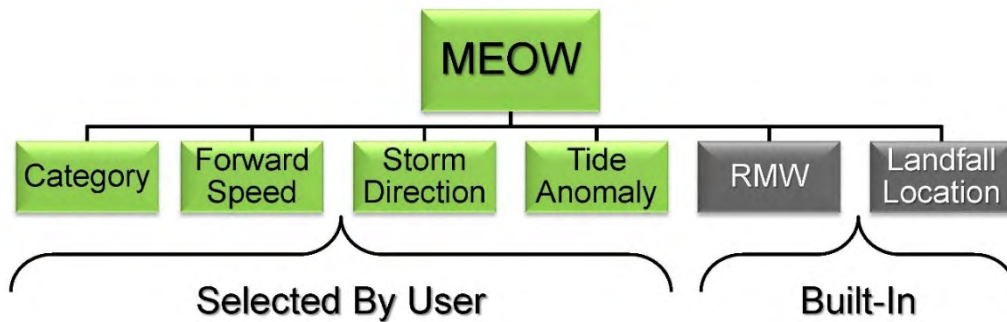 MEOW
Category
Forward
Speed
Storm
Direction
Tide
Anomaly
RMW
Landfall
Location
Selected By User
Built-In